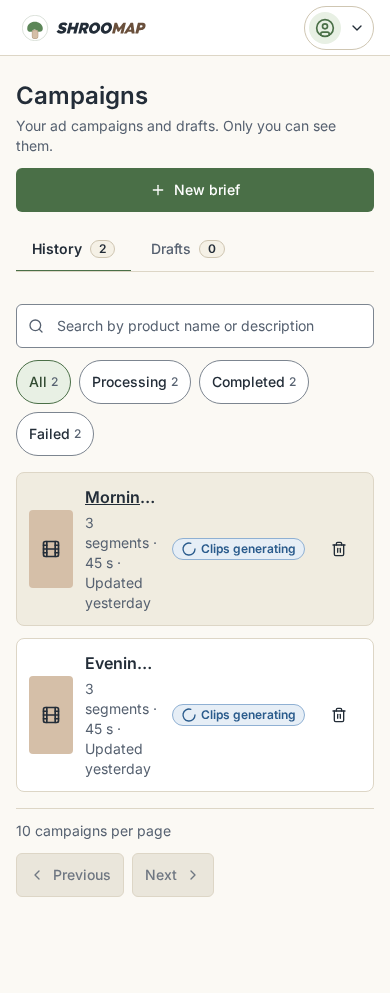 SHROOMAP
Campaigns
Your ad campaigns and drafts. Only you can see
them.
New brief
History 2
Drafts 0
Search by product name or description
All 2
Processing 2
Completed 2
Failed 2
Mornin...
3
segments ·
45 s ·
Updated
yesterday
Clips generating
Evenin...
3
segments ·
45 s ·
Updated
yesterday
Clips generating
10 campaigns per page
Previous
Next